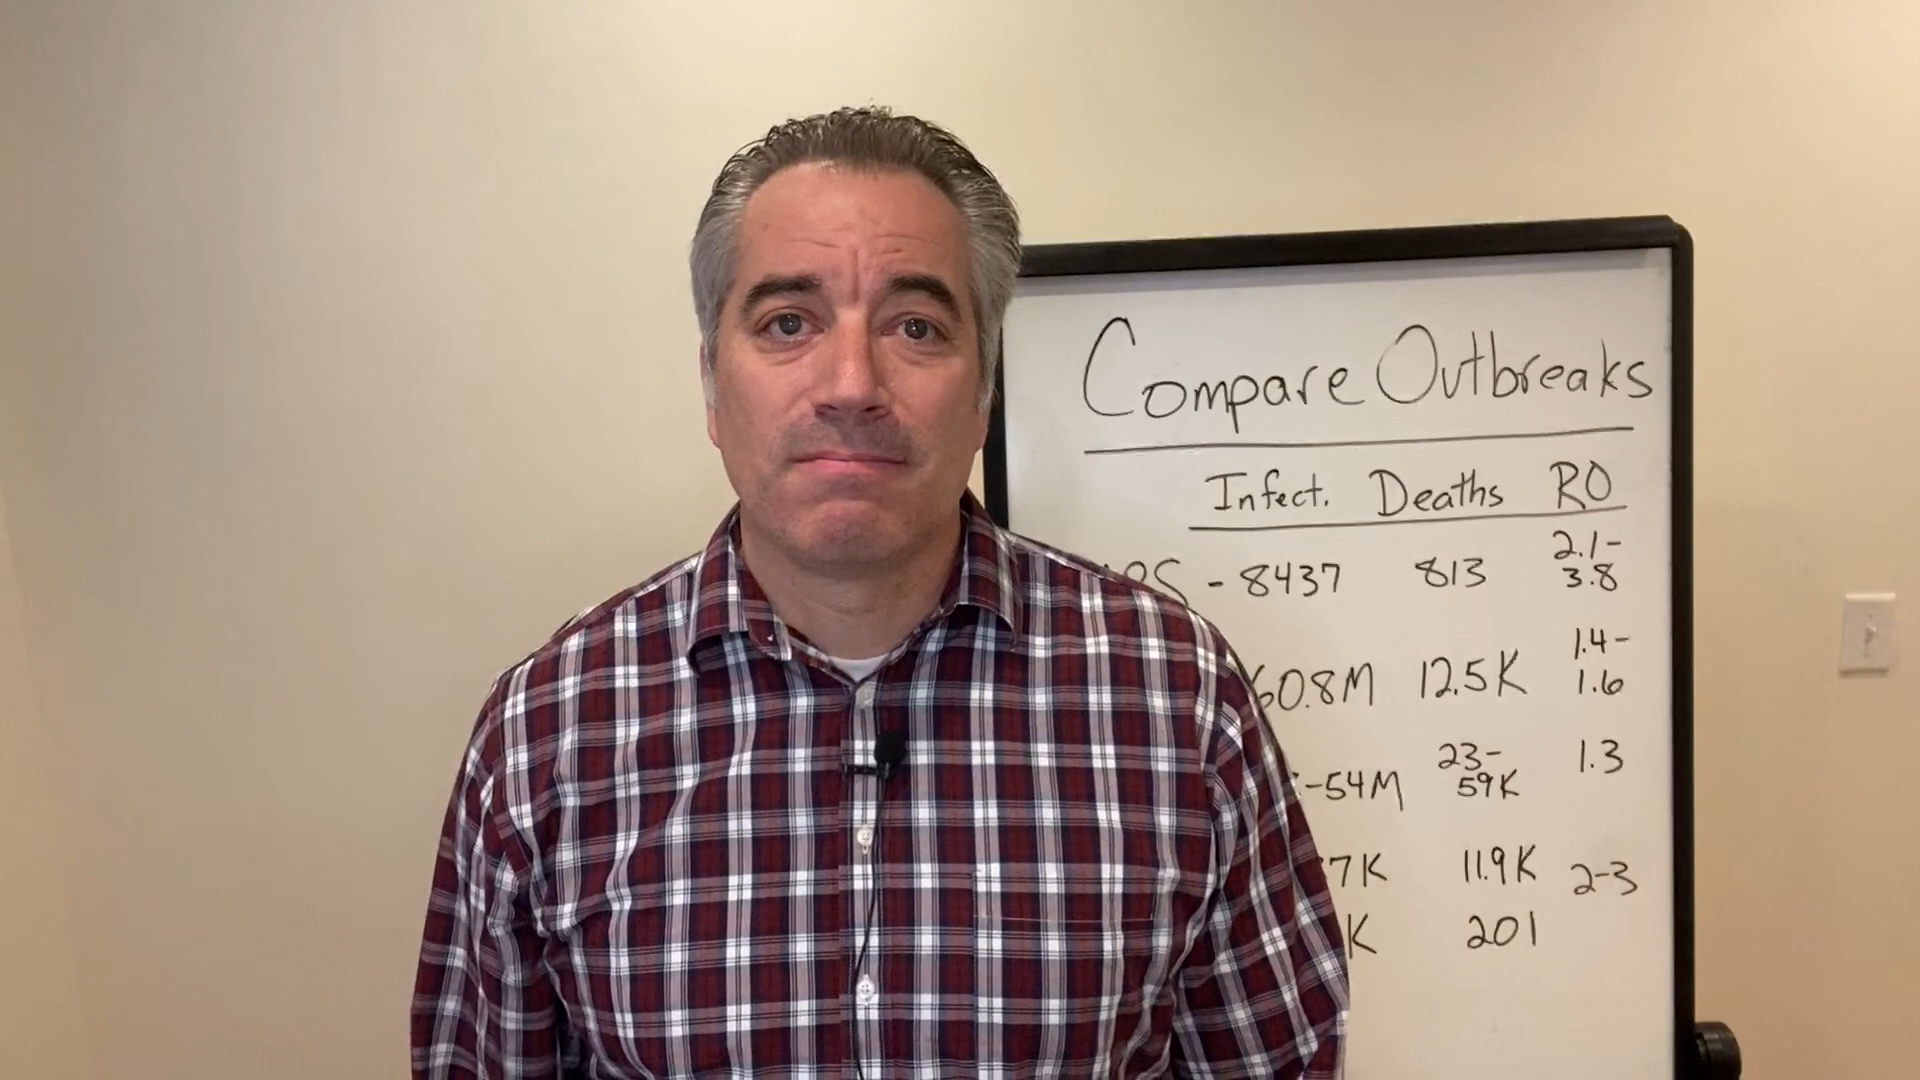 Compare Outbreaks
Infect. Deaths RO
- 8437 813 2.1-
3.8
60.8M 12.5K 1.4-
1.6
-54M 23-
59K 1.3
7K 11.9K 2-3
K 201